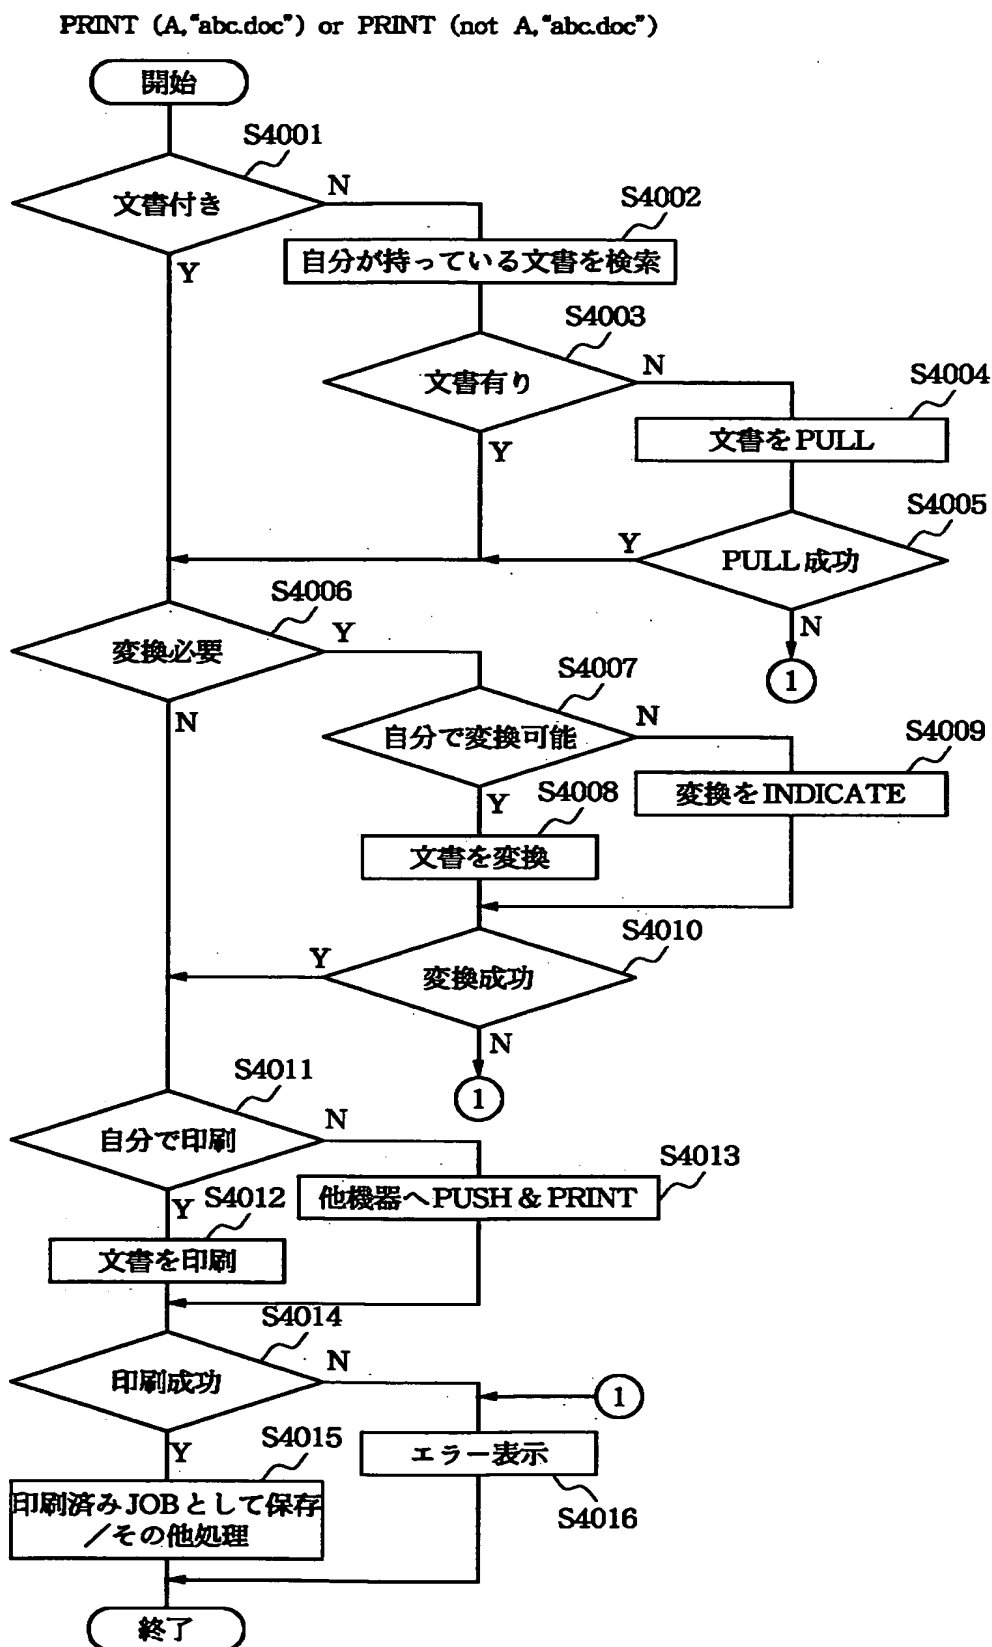 PRINT (A,“abc.doc”) or PRINT (not A,“abc.doc”)
開始
S4001
文書付き
N
Y
S4002
自分が持っている文書を検索
S4003
文書有り
N
Y
S4004
文書をPULL
S4005
PULL成功
Y
N
1
S4006
変換必要
Y
N
S4007
自分で変換可能
N
Y
S4009
変換をINDICATE
S4008
文書を変換
S4010
変換成功
Y
N
1
S4011
自分で印刷
N
Y
S4013
他機器へPUSH & PRINT
S4012
文書を印刷
S4014
印刷成功
N
Y
1
S4015
印刷済みJOBとして保存
／その他処理
エラー表示
S4016
終了